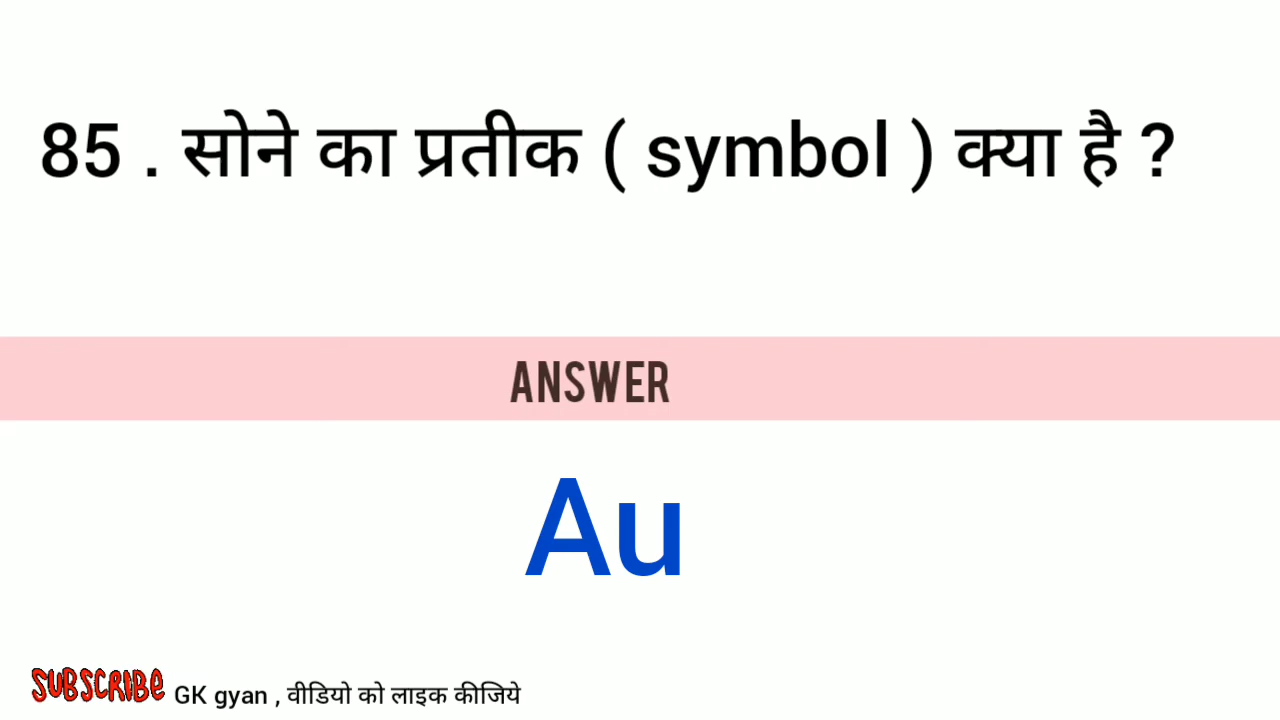 85 . सोने का प्रतीक ( symbol ) क्या है ?
ANSWER
Au
SUBSCRIBE GK gyan , वीडियो को लाइक कीजिये